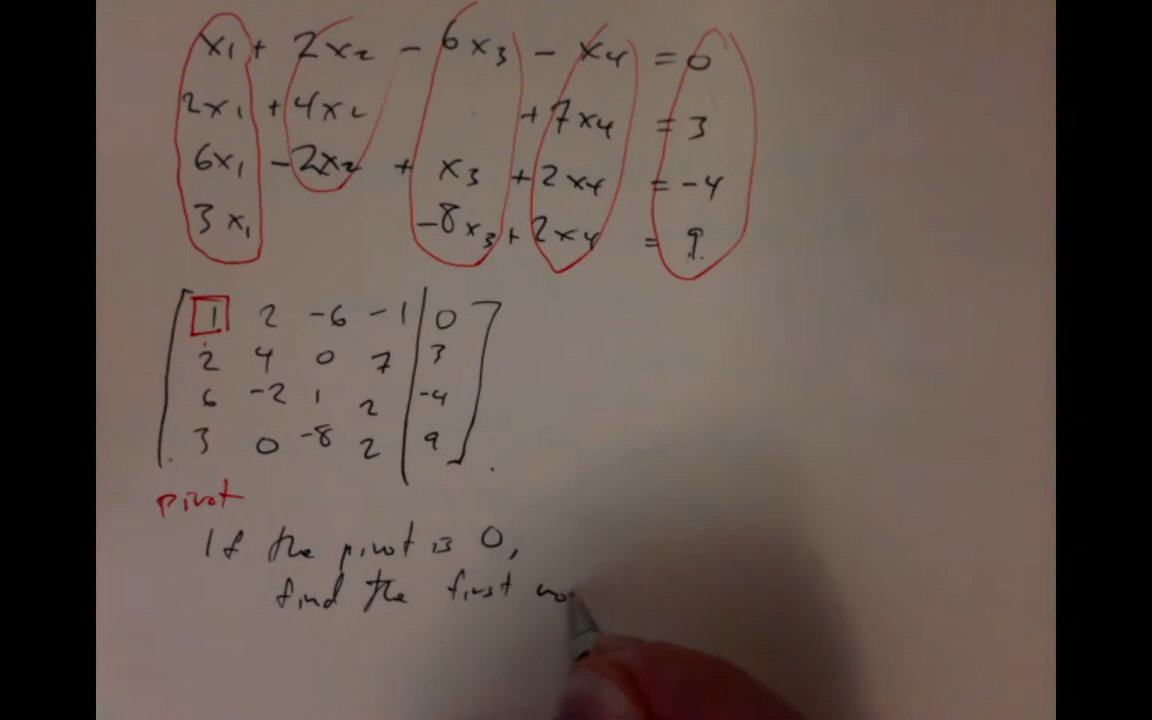 x₁ + 2x₂ - 6x₃ - x₄ = 0
2x₁ + 4x₂ + 7x₄ = 3
6x₁ - 2x₂ + x₃ + 2x₄ = -4
3x₁ -8x₃ + 2x₄ = 9
1 2 -6 -1 | 0
2 4 0 7 | 3
6 -2 1 2 | -4
3 0 -8 2 | 9
pivot
If the pivot is 0,
find the first